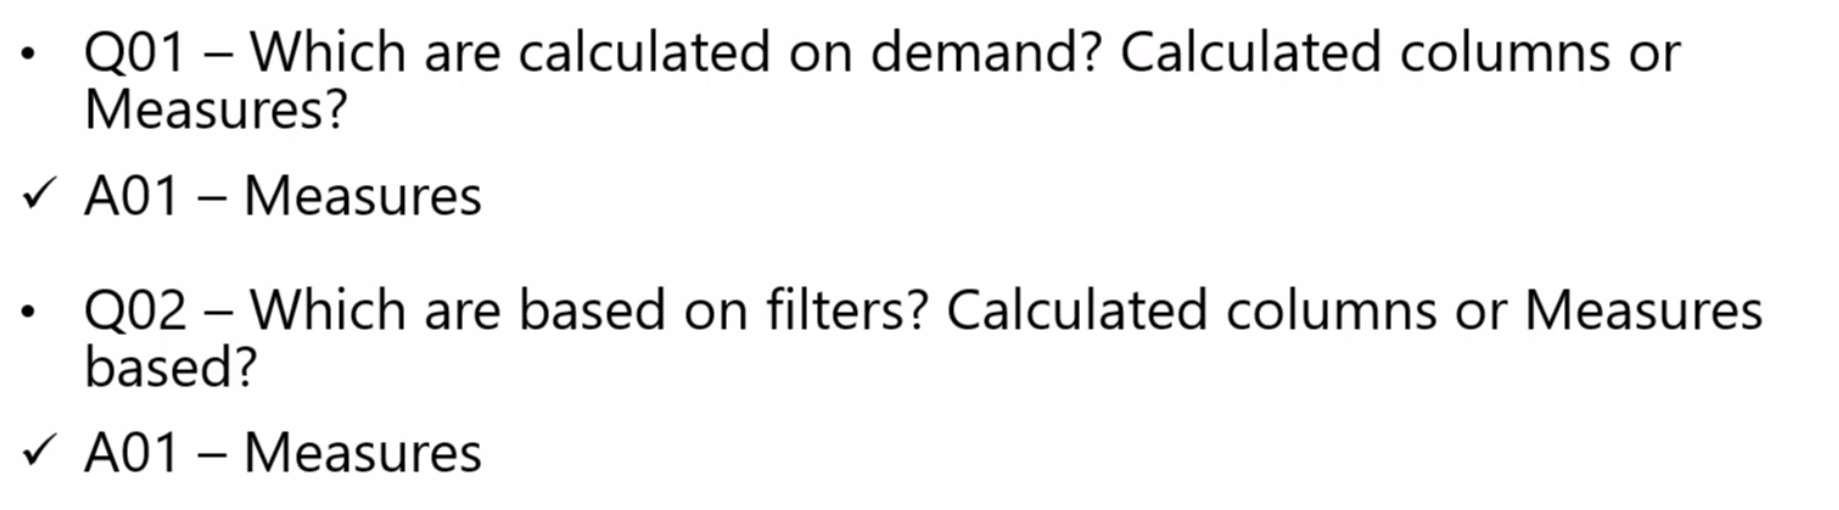 • Q01 – Which are calculated on demand? Calculated columns or
Measures?
✓ A01 – Measures
• Q02 – Which are based on filters? Calculated columns or Measures
based?
✓ A01 – Measures